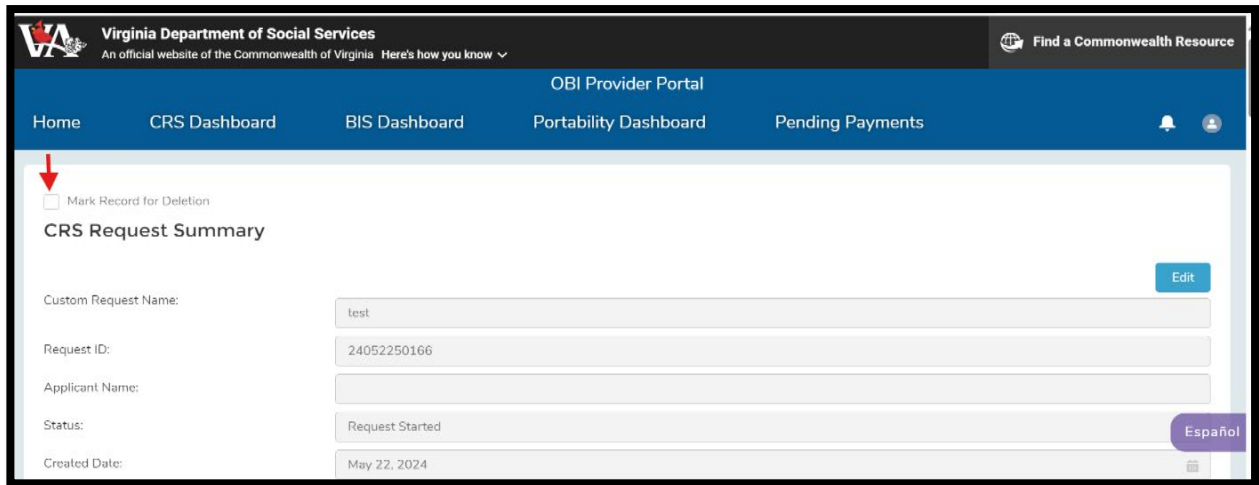 VA
Virginia Department of Social Services
An official website of the Commonwealth of Virginia Here's how you know
Find a Commonwealth Resource
OBI Provider Portal
Home CRS Dashboard BIS Dashboard Portability Dashboard Pending Payments
Mark Record for Deletion
CRS Request Summary
Edit
Custom Request Name: test
Request ID: 24052250166
Applicant Name:
Status: Request Started
Español
Created Date: May 22, 2024